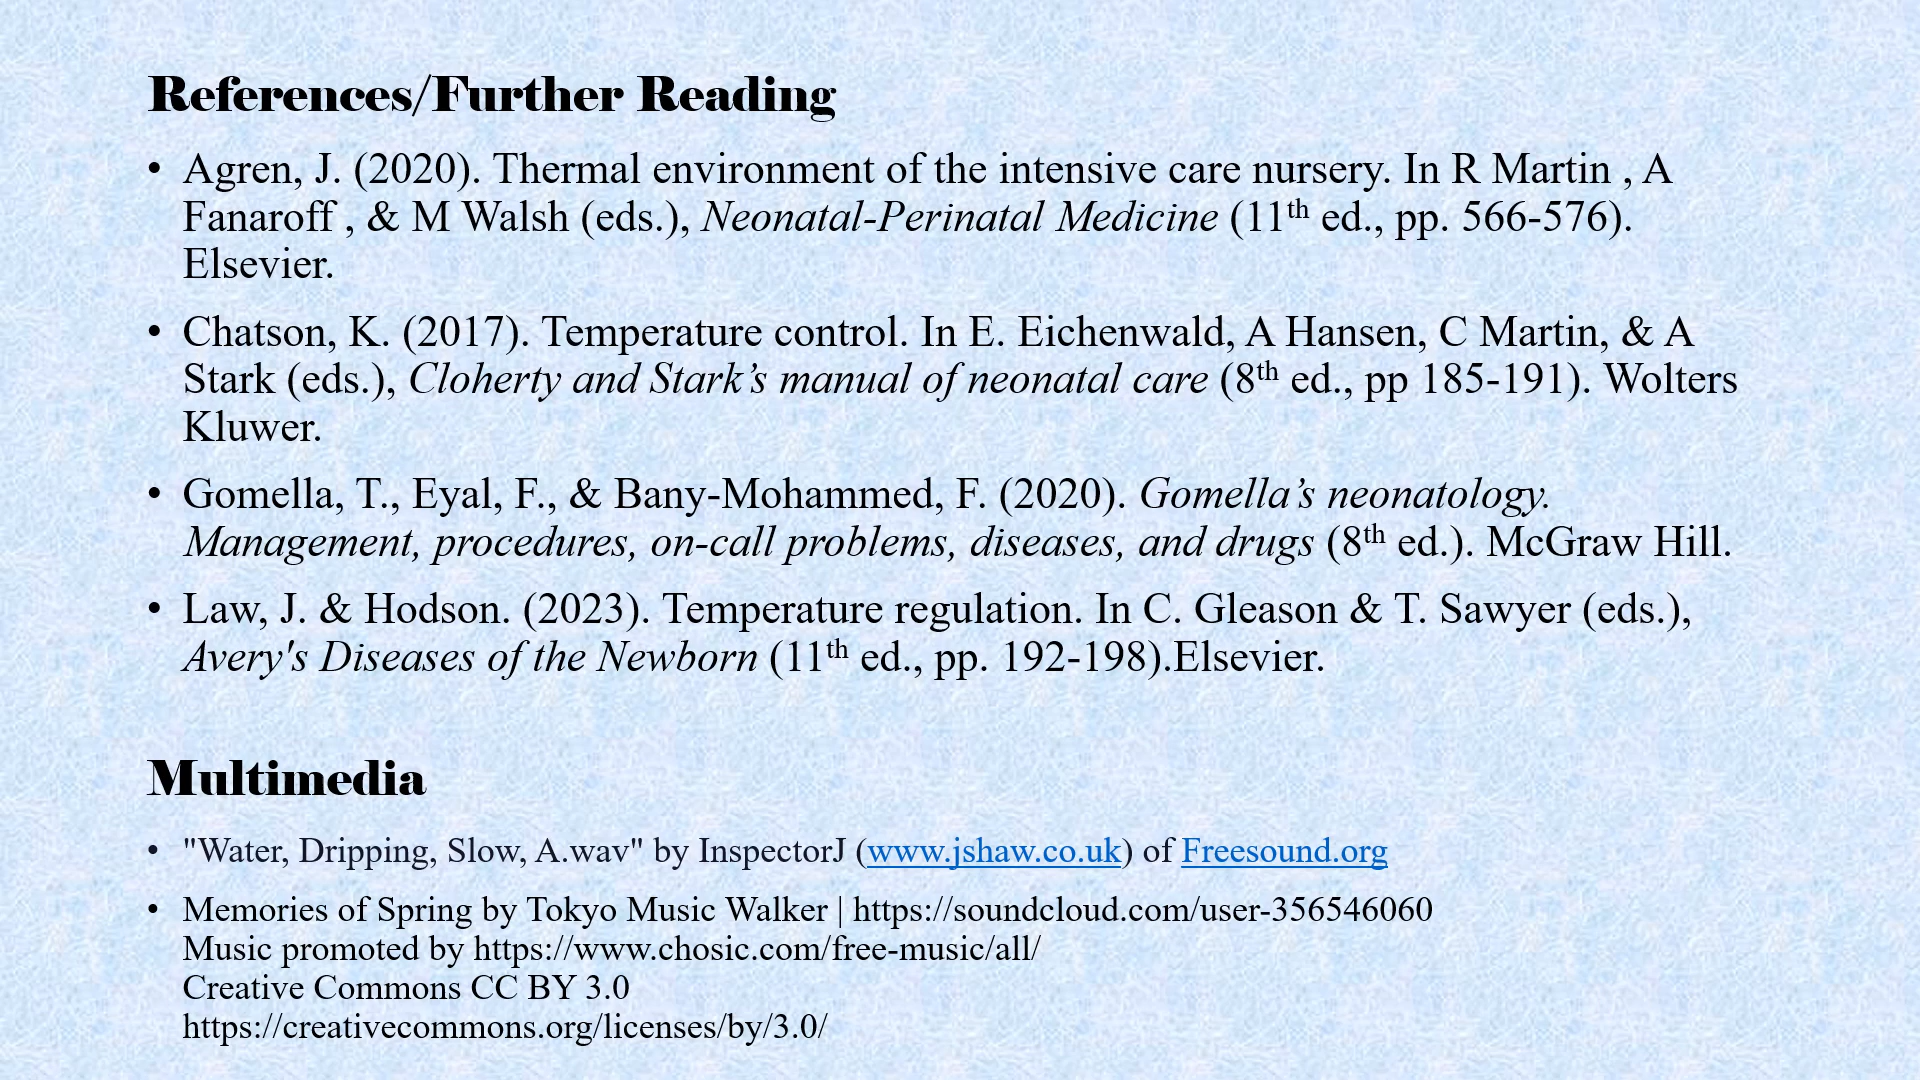 References/Further Reading
• Agren, J. (2020). Thermal environment of the intensive care nursery. In R Martin , A
Fanaroff , & M Walsh (eds.), Neonatal-Perinatal Medicine (11th ed., pp. 566-576).
Elsevier.
• Chatson, K. (2017). Temperature control. In E. Eichenwald, A Hansen, C Martin, & A
Stark (eds.), Cloherty and Stark’s manual of neonatal care (8th ed., pp 185-191). Wolters
Kluwer.
• Gomella, T., Eyal, F., & Bany-Mohammed, F. (2020). Gomella’s neonatology.
Management, procedures, on-call problems, diseases, and drugs (8th ed.). McGraw Hill.
• Law, J. & Hodson. (2023). Temperature regulation. In C. Gleason & T. Sawyer (eds.),
Avery's Diseases of the Newborn (11th ed., pp. 192-198).Elsevier.
Multimedia
• "Water, Dripping, Slow, A.wav" by InspectorJ (www.jshaw.co.uk) of Freesound.org
• Memories of Spring by Tokyo Music Walker | https://soundcloud.com/user-356546060
Music promoted by https://www.chosic.com/free-music/all/
Creative Commons CC BY 3.0
https://creativecommons.org/licenses/by/3.0/